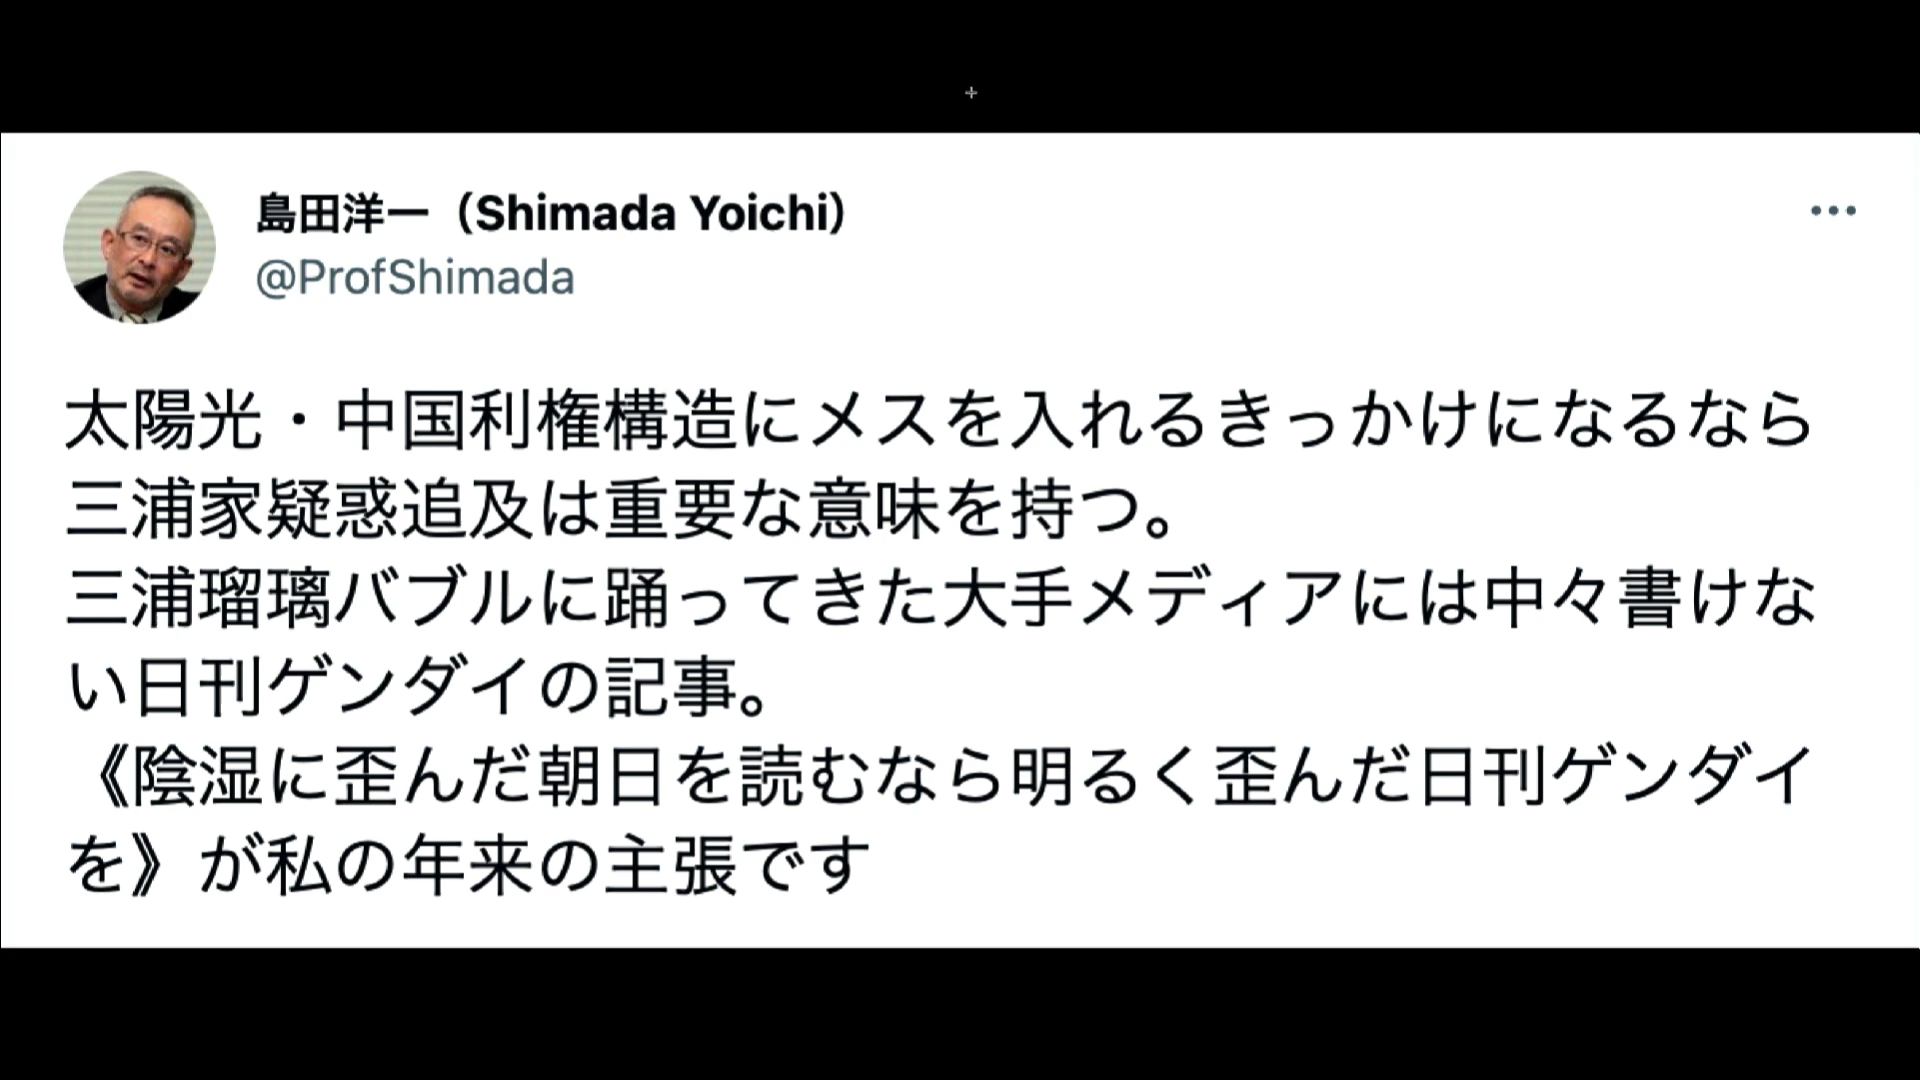 島田洋一（Shimada Yoichi）
@ProfShimada
太陽光・中国利権構造にメスを入れるきっかけになるなら
三浦家疑惑追及は重要な意味を持つ。
三浦瑠璃バブルに踊ってきた大手メディアには中々書けな
い日刊ゲンダイの記事。
《陰湿に歪んだ朝日を読むなら明るく歪んだ日刊ゲンダイ
を》が私の年来の主張です